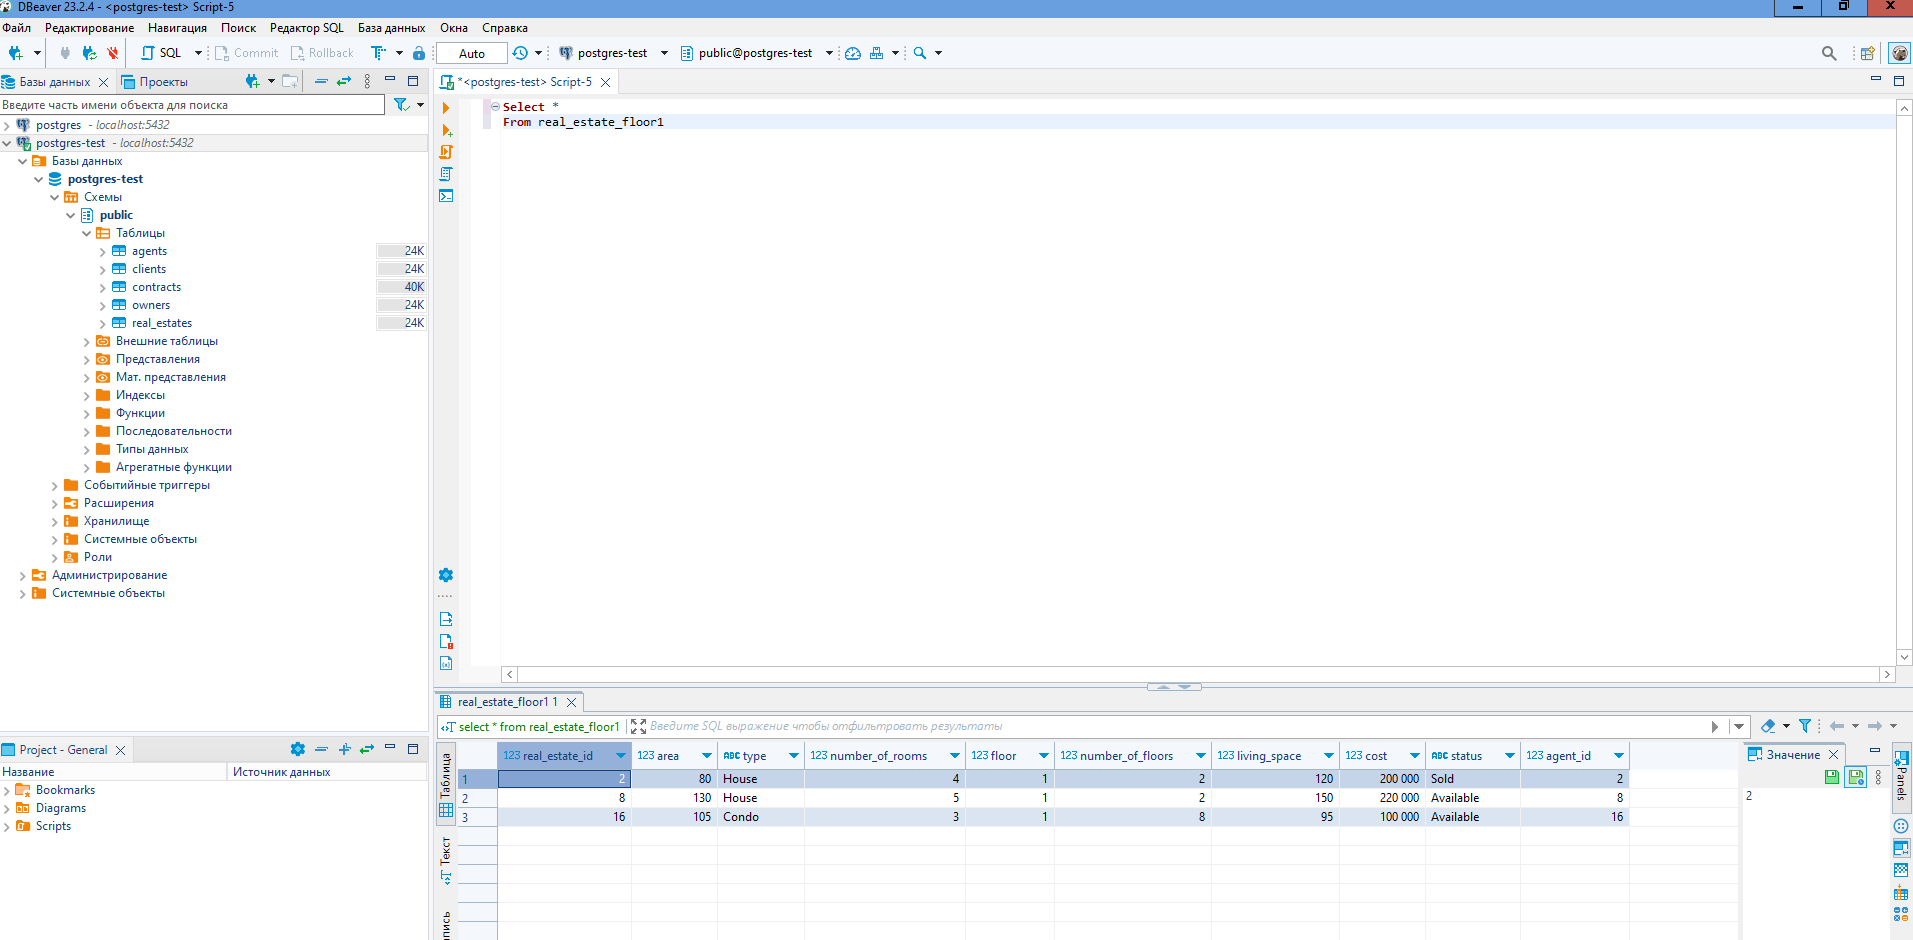 DBeaver 23.2.4 - <postgres-test> Script-5
Файл Редактирование Навигация Поиск Редактор SQL База данных Окна Справка
SQL Commit Rollback Auto postgres-test public@postgres-test
Базы данных Проекты
Введите часть имени объекта для поиска
postgres - localhost:5432
postgres-test - localhost:5432
Базы данных
postgres-test
Схемы
public
Таблицы
agents 24K
clients 24K
contracts 40K
owners 24K
real_estates 24K
Внешние таблицы
Представления
Мат. представления
Индексы
Функции
Последовательности
Типы данных
Агрегатные функции
Событийные триггеры
Расширения
Хранилище
Системные объекты
Роли
Администрирование
Системные объекты
Project - General
Название Источник данных
Bookmarks
Diagrams
Scripts
*<postgres-test> Script-5
Select *
From real_estate_floor1
real_estate_floor1 1
select * from real_estate_floor1 Введите SQL выражение чтобы отфильтровать результаты
Таблица
Текст
123 real_estate_id 123 area ABC type 123 number_of_rooms 123 floor 123 number_of_floors 123 living_space 123 cost ABC status 123 agent_id
1 2 80 House 4 1 2 120 200 000 Sold 2
2 8 130 House 5 1 2 150 220 000 Available 8
3 16 105 Condo 3 1 8 95 100 000 Available 16
Значение
2
Panels